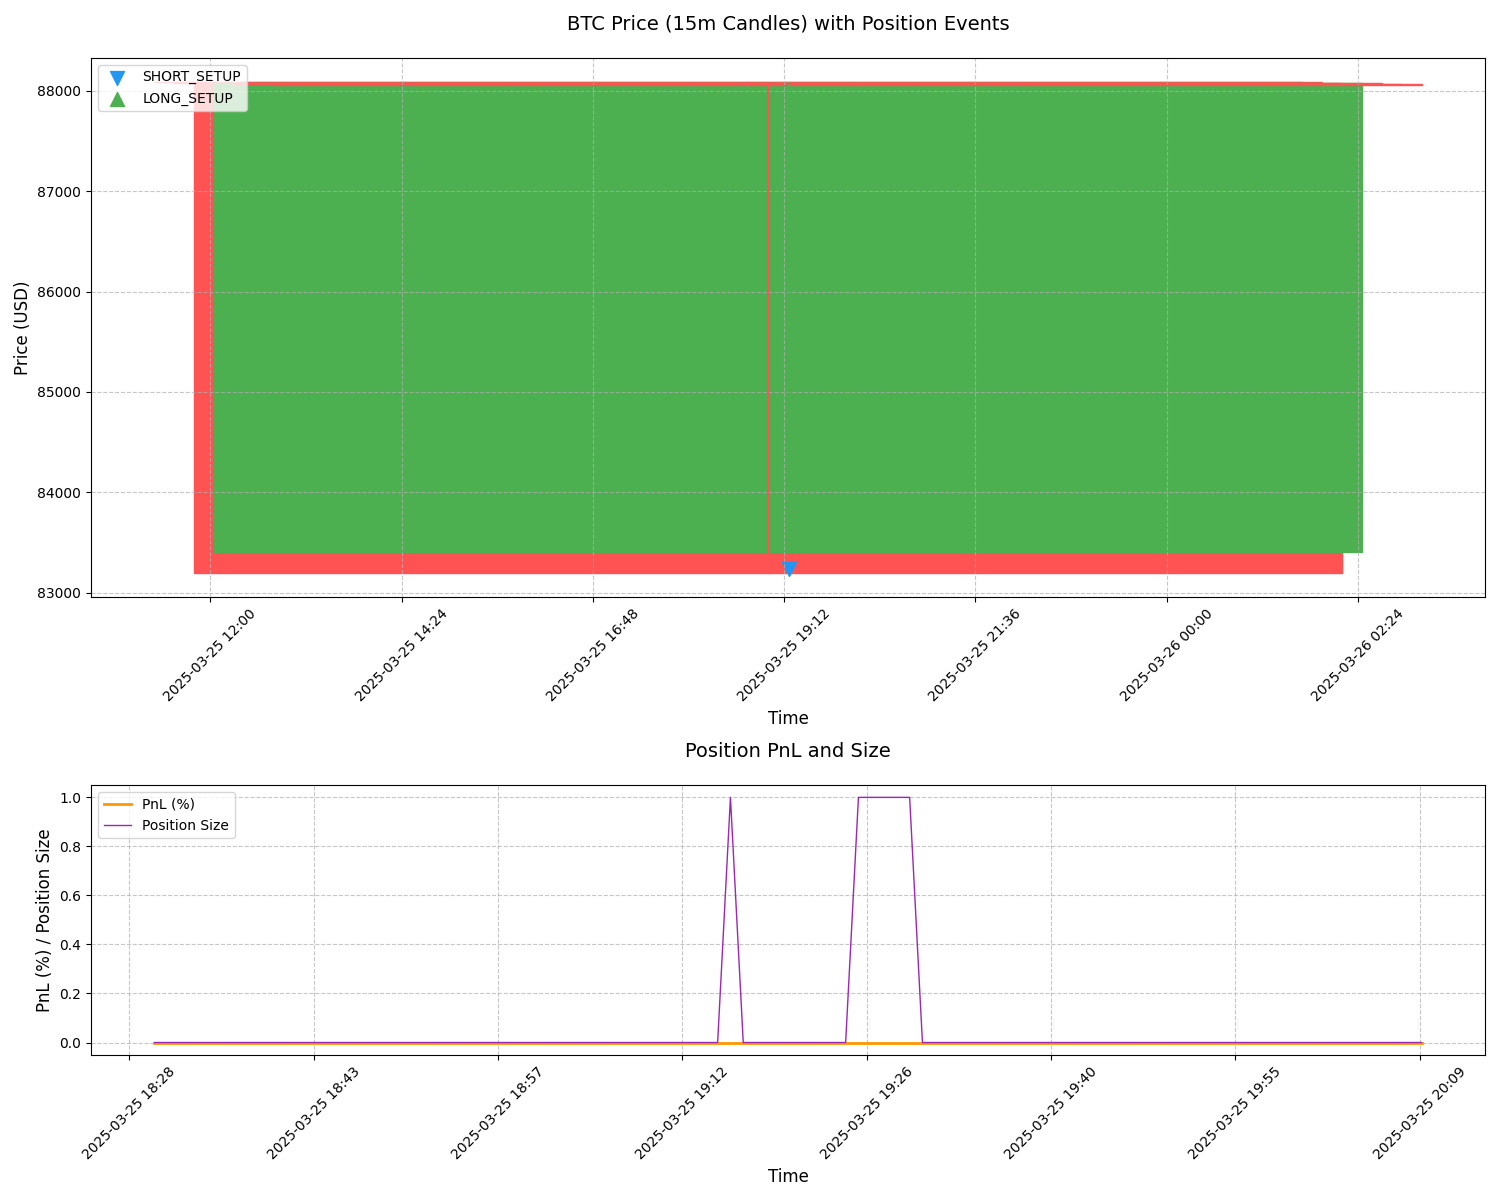 BTC Price (15m Candles) with Position Events
SHORT_SETUP
LONG_SETUP
88000
87000
86000
85000
84000
83000
Price (USD)
2025-03-25 12:00
2025-03-25 14:24
2025-03-25 16:48
2025-03-25 19:12
2025-03-25 21:36
2025-03-26 00:00
2025-03-26 02:24
Time
Position PnL and Size
PnL (%)
Position Size
1.0
0.8
0.6
0.4
0.2
0.0
PnL (%) / Position Size
2025-03-25 18:28
2025-03-25 18:43
2025-03-25 18:57
2025-03-25 19:12
2025-03-25 19:26
2025-03-25 19:40
2025-03-25 19:55
2025-03-25 20:09
Time